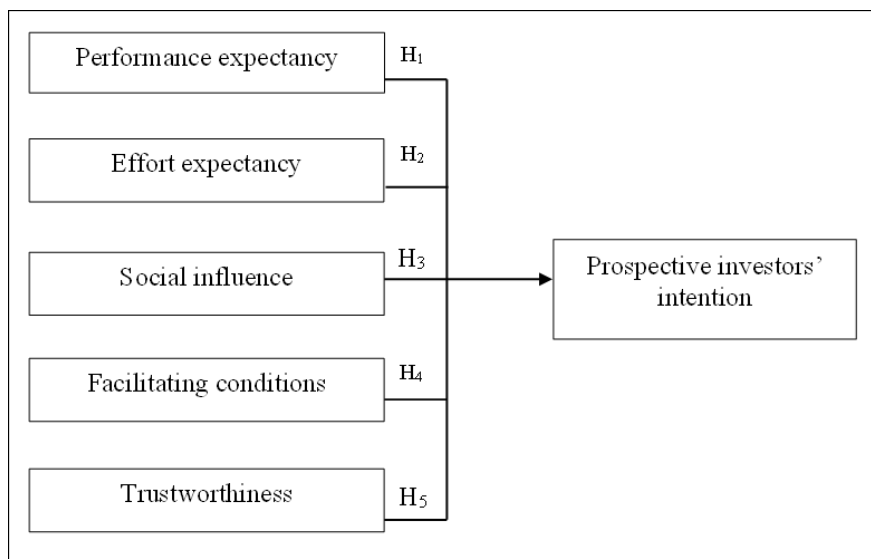 Performance expectancy
H₁
Effort expectancy
H₂
Social influence
H₃
Prospective investors’
intention
Facilitating conditions
H₄
Trustworthiness
H₅